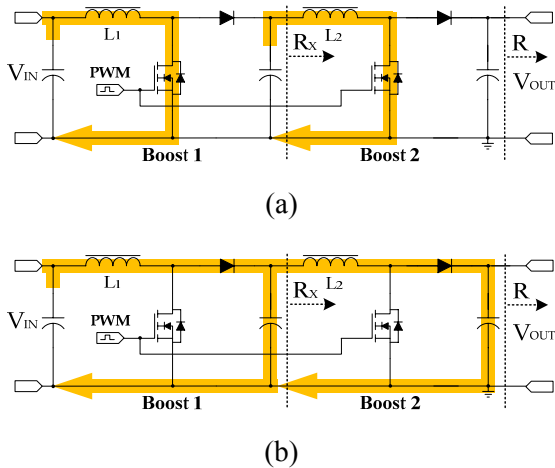 L1
RX
L2
R
VIN
PWM
VOUT
Boost 1
Boost 2
(a)
L1
RX
L2
R
VIN
PWM
VOUT
Boost 1
Boost 2
(b)